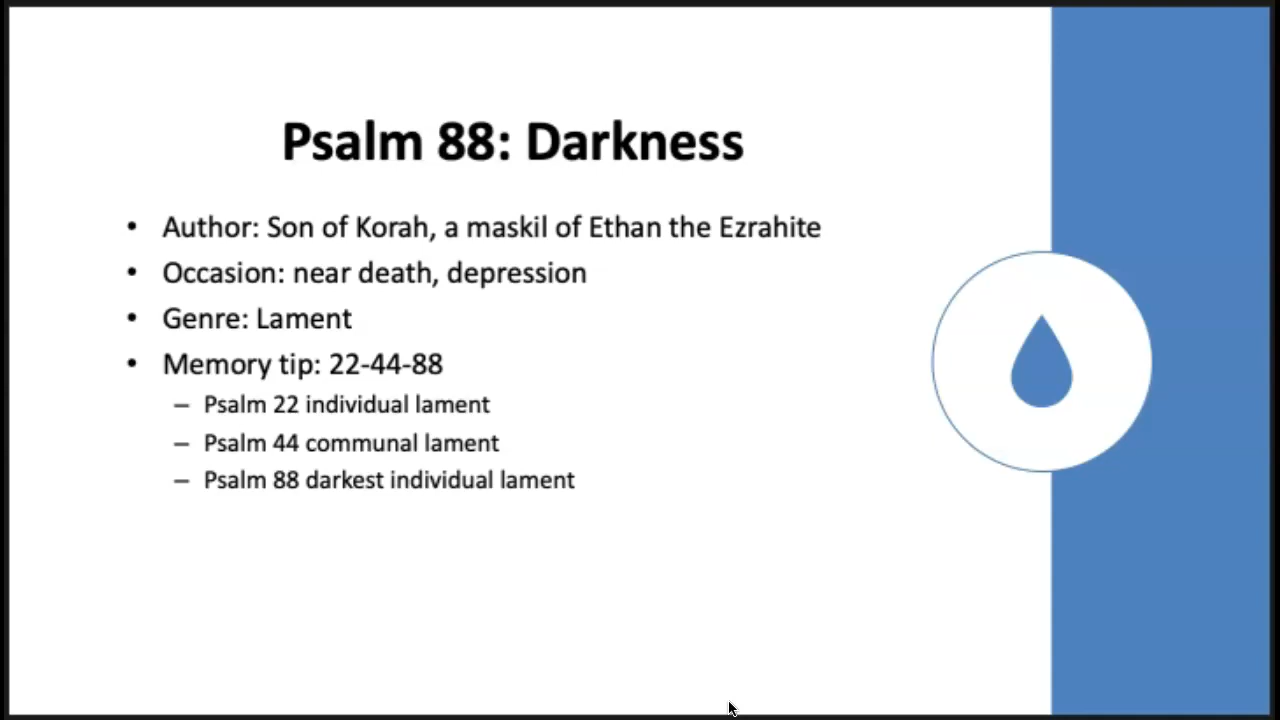 Psalm 88: Darkness
• Author: Son of Korah, a maskil of Ethan the Ezrahite
• Occasion: near death, depression
• Genre: Lament
• Memory tip: 22-44-88
– Psalm 22 individual lament
– Psalm 44 communal lament
– Psalm 88 darkest individual lament